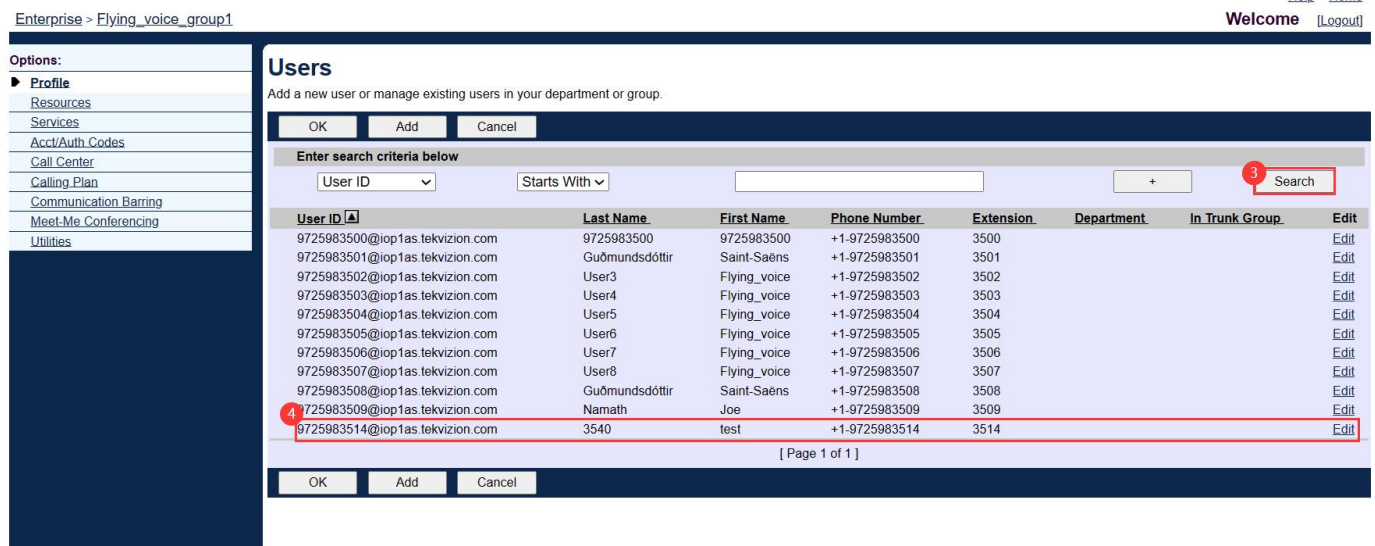 Help Home
Enterprise > Flying_voice_group1 Welcome [Logout]
Options:
Profile
Resources
Services
Acct/Auth Codes
Call Center
Calling Plan
Communication Barring
Meet-Me Conferencing
Utilities
Users
Add a new user or manage existing users in your department or group.
OK Add Cancel
Enter search criteria below
User ID Starts With + 3 Search
User ID Last Name First Name Phone Number Extension Department In Trunk Group Edit
9725983500@iop1as.tekvizion.com 9725983500 9725983500 +1-9725983500 3500 Edit
9725983501@iop1as.tekvizion.com Guðmundsdóttir Saint-Saëns +1-9725983501 3501 Edit
9725983502@iop1as.tekvizion.com User3 Flying_voice +1-9725983502 3502 Edit
9725983503@iop1as.tekvizion.com User4 Flying_voice +1-9725983503 3503 Edit
9725983504@iop1as.tekvizion.com User5 Flying_voice +1-9725983504 3504 Edit
9725983505@iop1as.tekvizion.com User6 Flying_voice +1-9725983505 3505 Edit
9725983506@iop1as.tekvizion.com User7 Flying_voice +1-9725983506 3506 Edit
9725983507@iop1as.tekvizion.com User8 Flying_voice +1-9725983507 3507 Edit
9725983508@iop1as.tekvizion.com Guðmundsdóttir Saint-Saëns +1-9725983508 3508 Edit
4 9725983509@iop1as.tekvizion.com Namath Joe +1-9725983509 3509 Edit
9725983514@iop1as.tekvizion.com 3540 test +1-9725983514 3514 Edit
[ Page 1 of 1 ]
OK Add Cancel